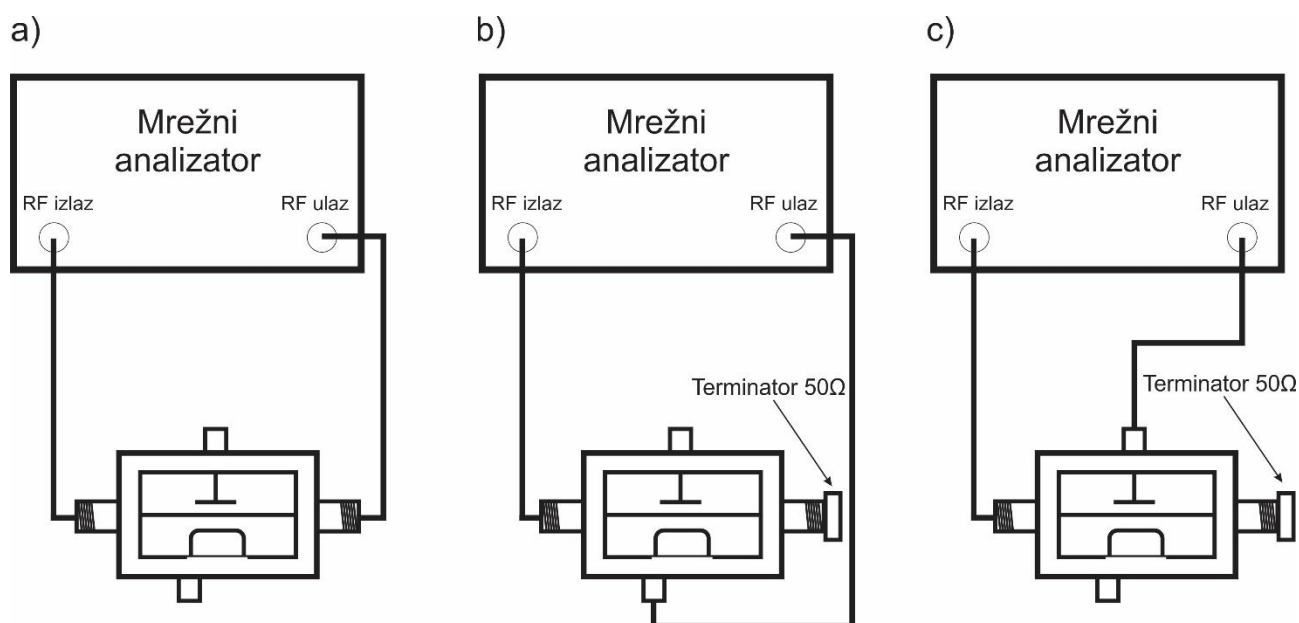 a)
Mrežni
analizator
RF izlaz
RF ulaz
b)
Mrežni
analizator
RF izlaz
RF ulaz
Terminator 50Ω
c)
Mrežni
analizator
RF izlaz
RF ulaz
Terminator 50Ω